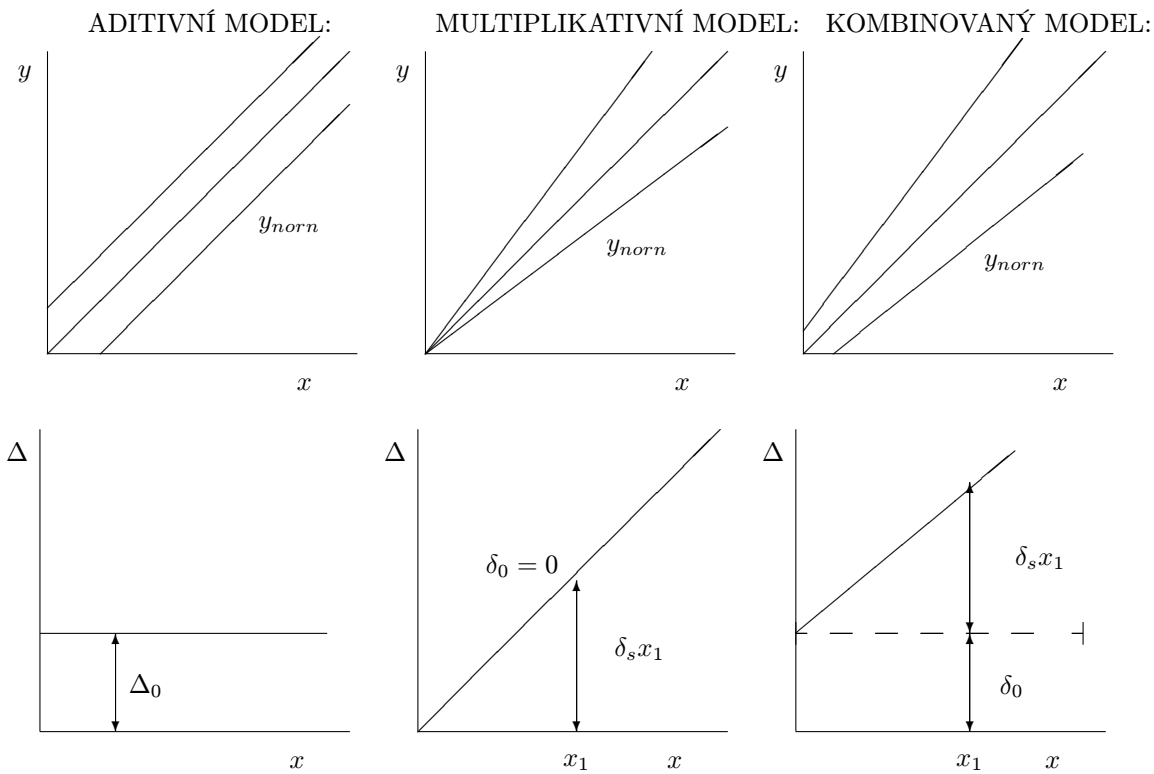 ADITIVNÍ MODEL: MULTIPLIKATIVNÍ MODEL: KOMBINOVANÝ MODEL:
y y y
y_norn y_norn y_norn
x x x
Δ Δ Δ
δ_0 = 0 δ_s x_1
δ_s x_1
Δ_0 δ_0
x x_1 x x_1 x